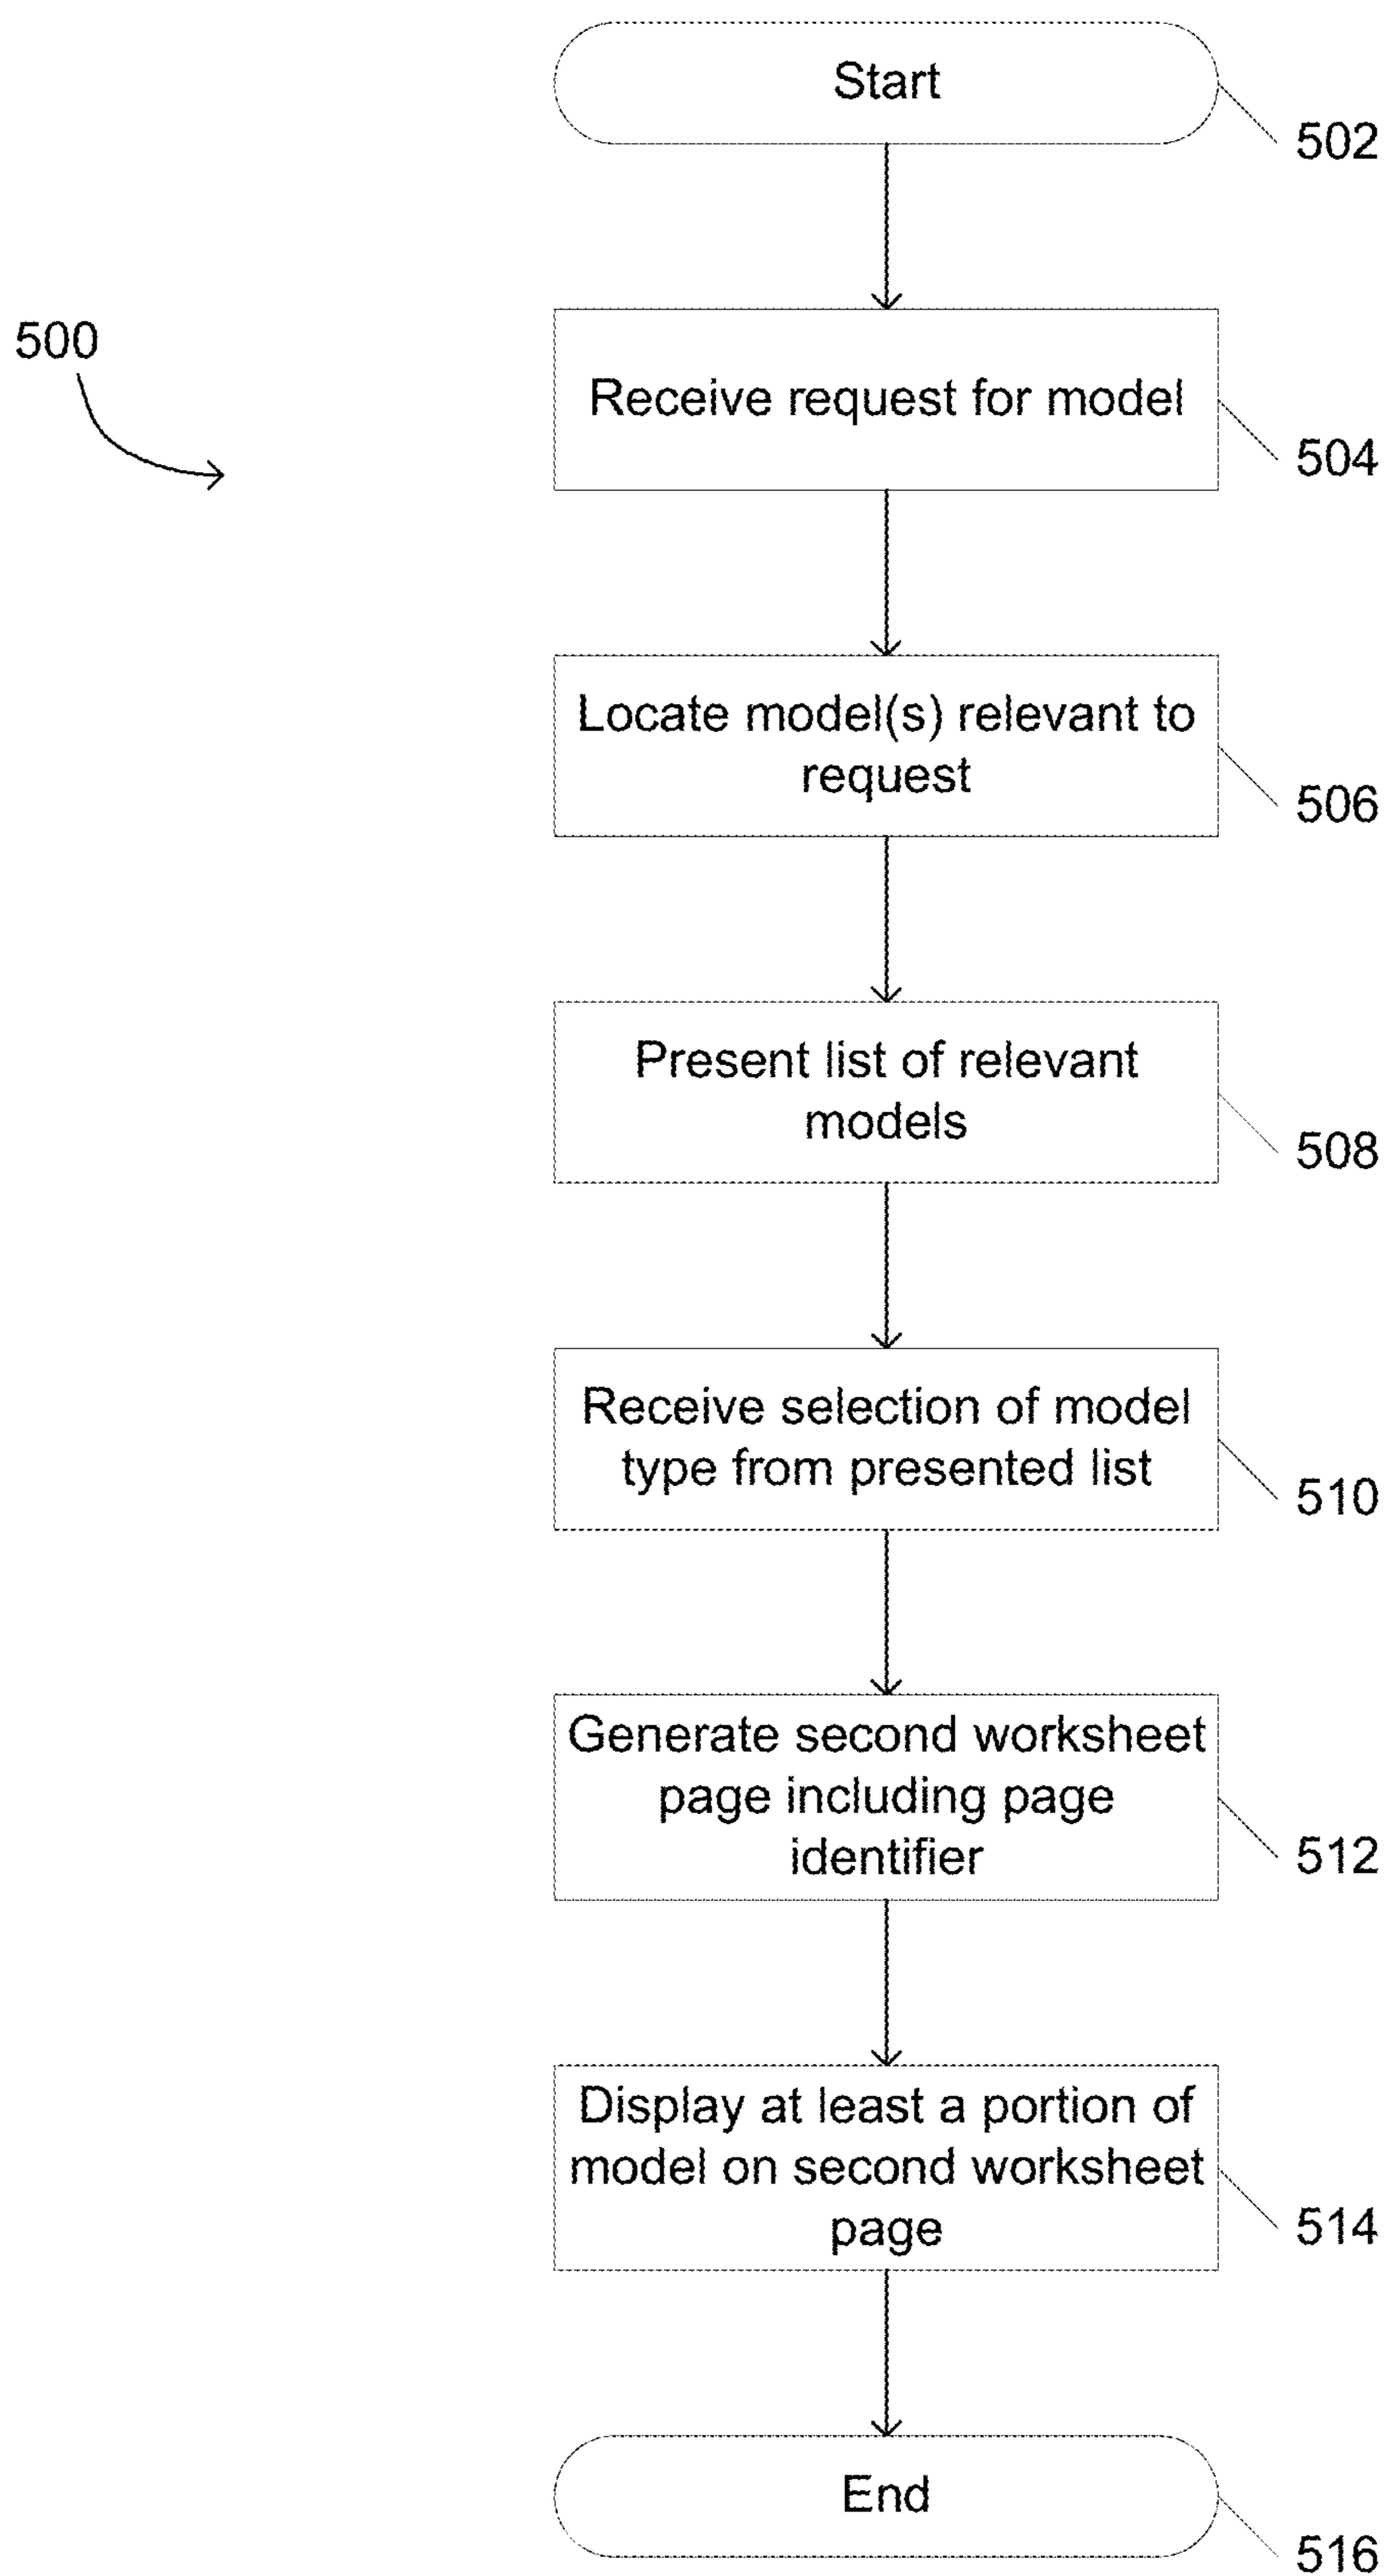 Start
502
500
Receive request for model
504
Locate model(s) relevant to
request
506
Present list of relevant
models
508
Receive selection of model
type from presented list
510
Generate second worksheet
page including page
identifier
512
Display at least a portion of
model on second worksheet
page
514
End
516